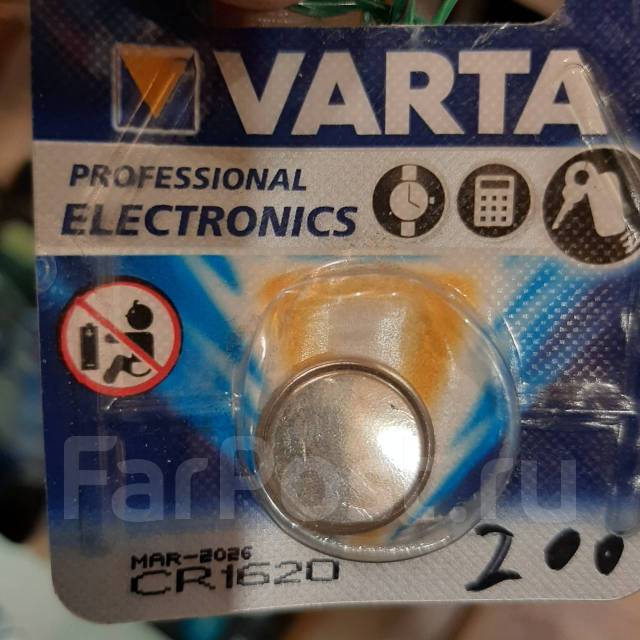 VARTA
PROFESSIONAL
ELECTRONICS
FarPost.ru
MAR-2026
CR1620
200